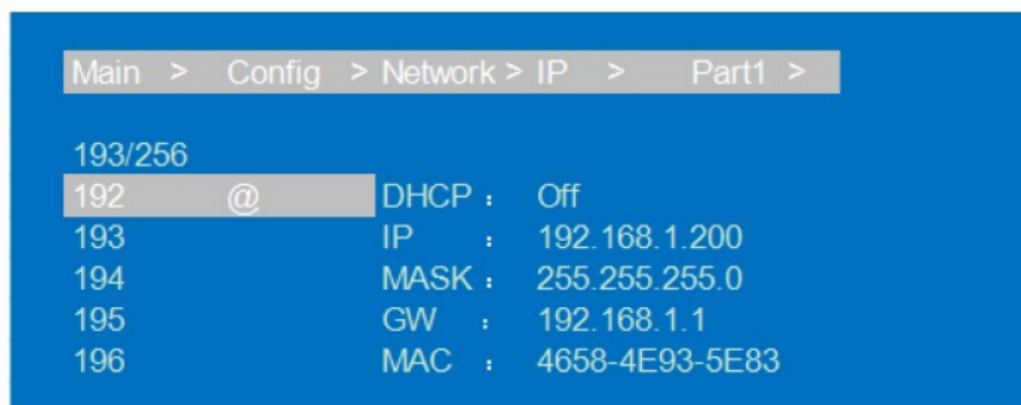 Main > Config > Network > IP > Part1 >
193/256
192 @ DHCP : Off
193 IP : 192.168.1.200
194 MASK : 255.255.255.0
195 GW : 192.168.1.1
196 MAC : 4658-4E93-5E83